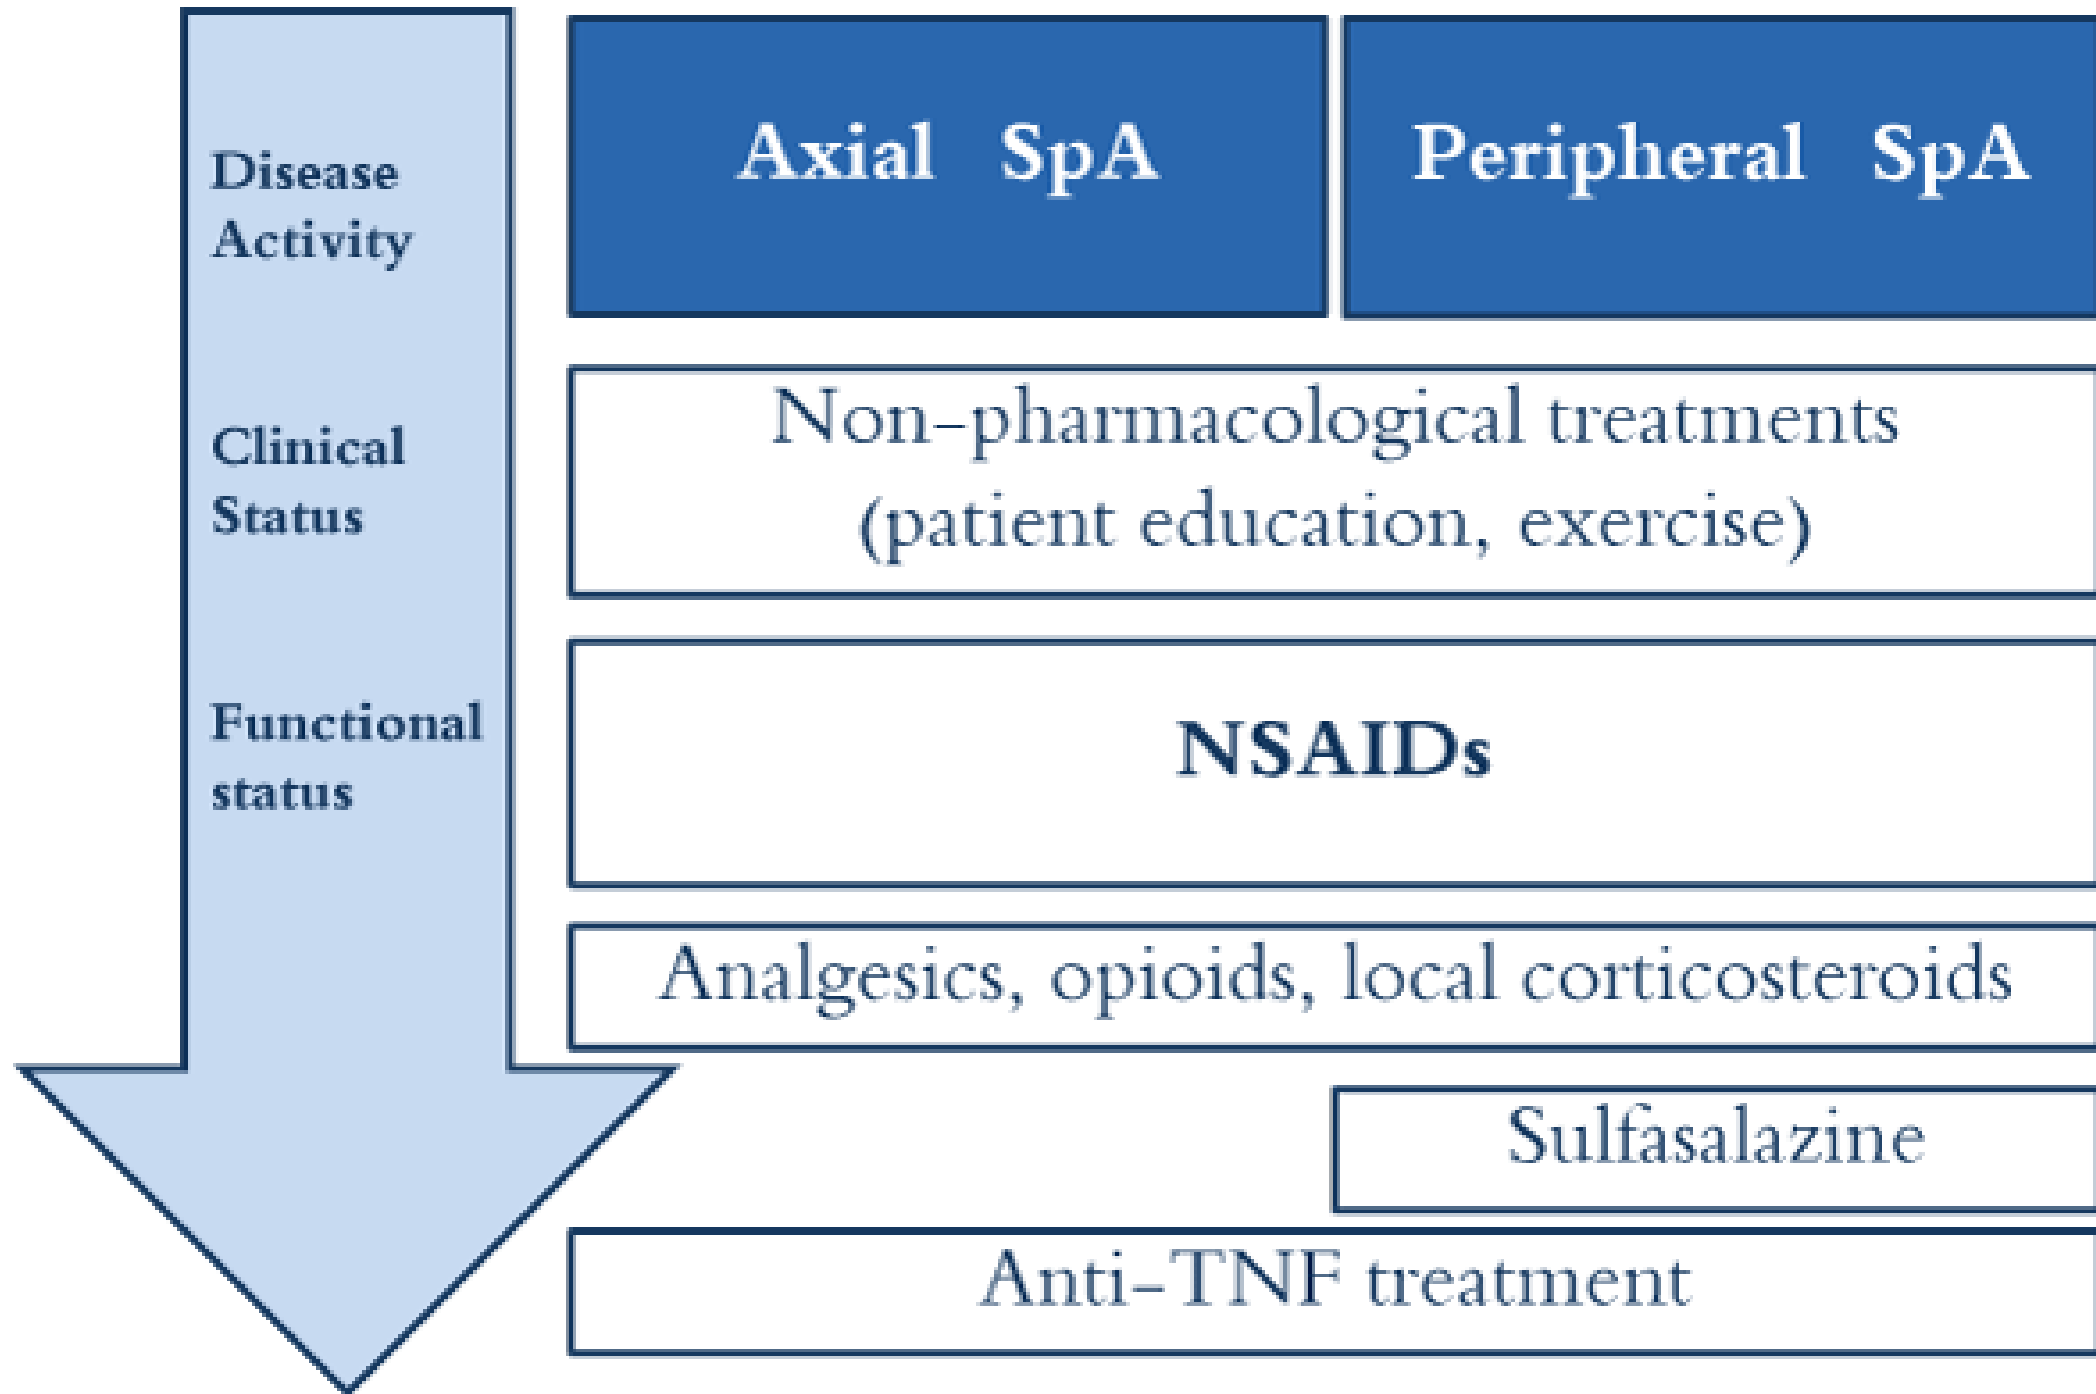 Disease
Activity
Clinical
Status
Functional
status
Axial SpA
Peripheral SpA
Non-pharmacological treatments
(patient education, exercise)
NSAIDs
Analgesics, opioids, local corticosteroids
Sulfasalazine
Anti-TNF treatment